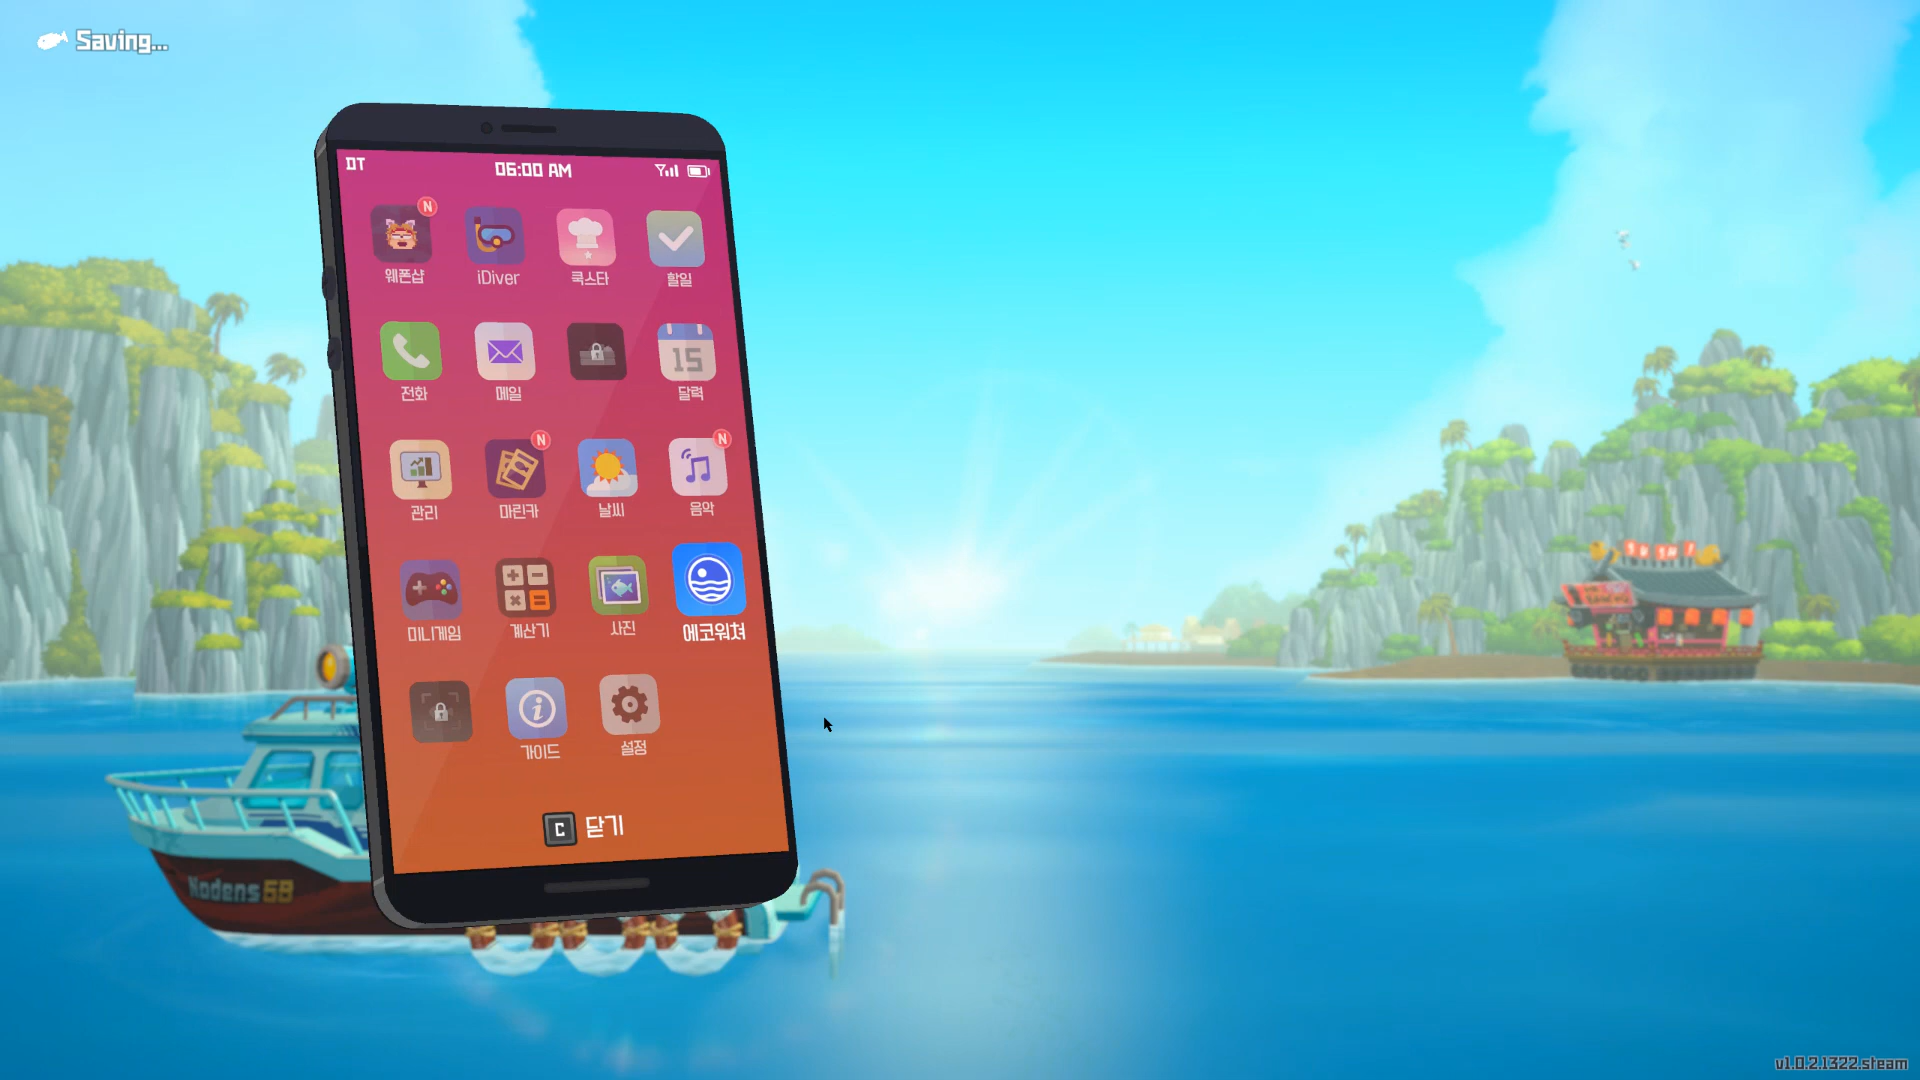 Saving...
DT
06:00 AM
N
웨폰샵
iDiver
쿡스타
할일
전화
메일
15
달력
N
N
관리
마린카
날씨
음악
미니게임
계산기
사진
에코워쳐
가이드
설정
C 닫기
SUSHI
Nodens68
v1.0.2.1322.steam